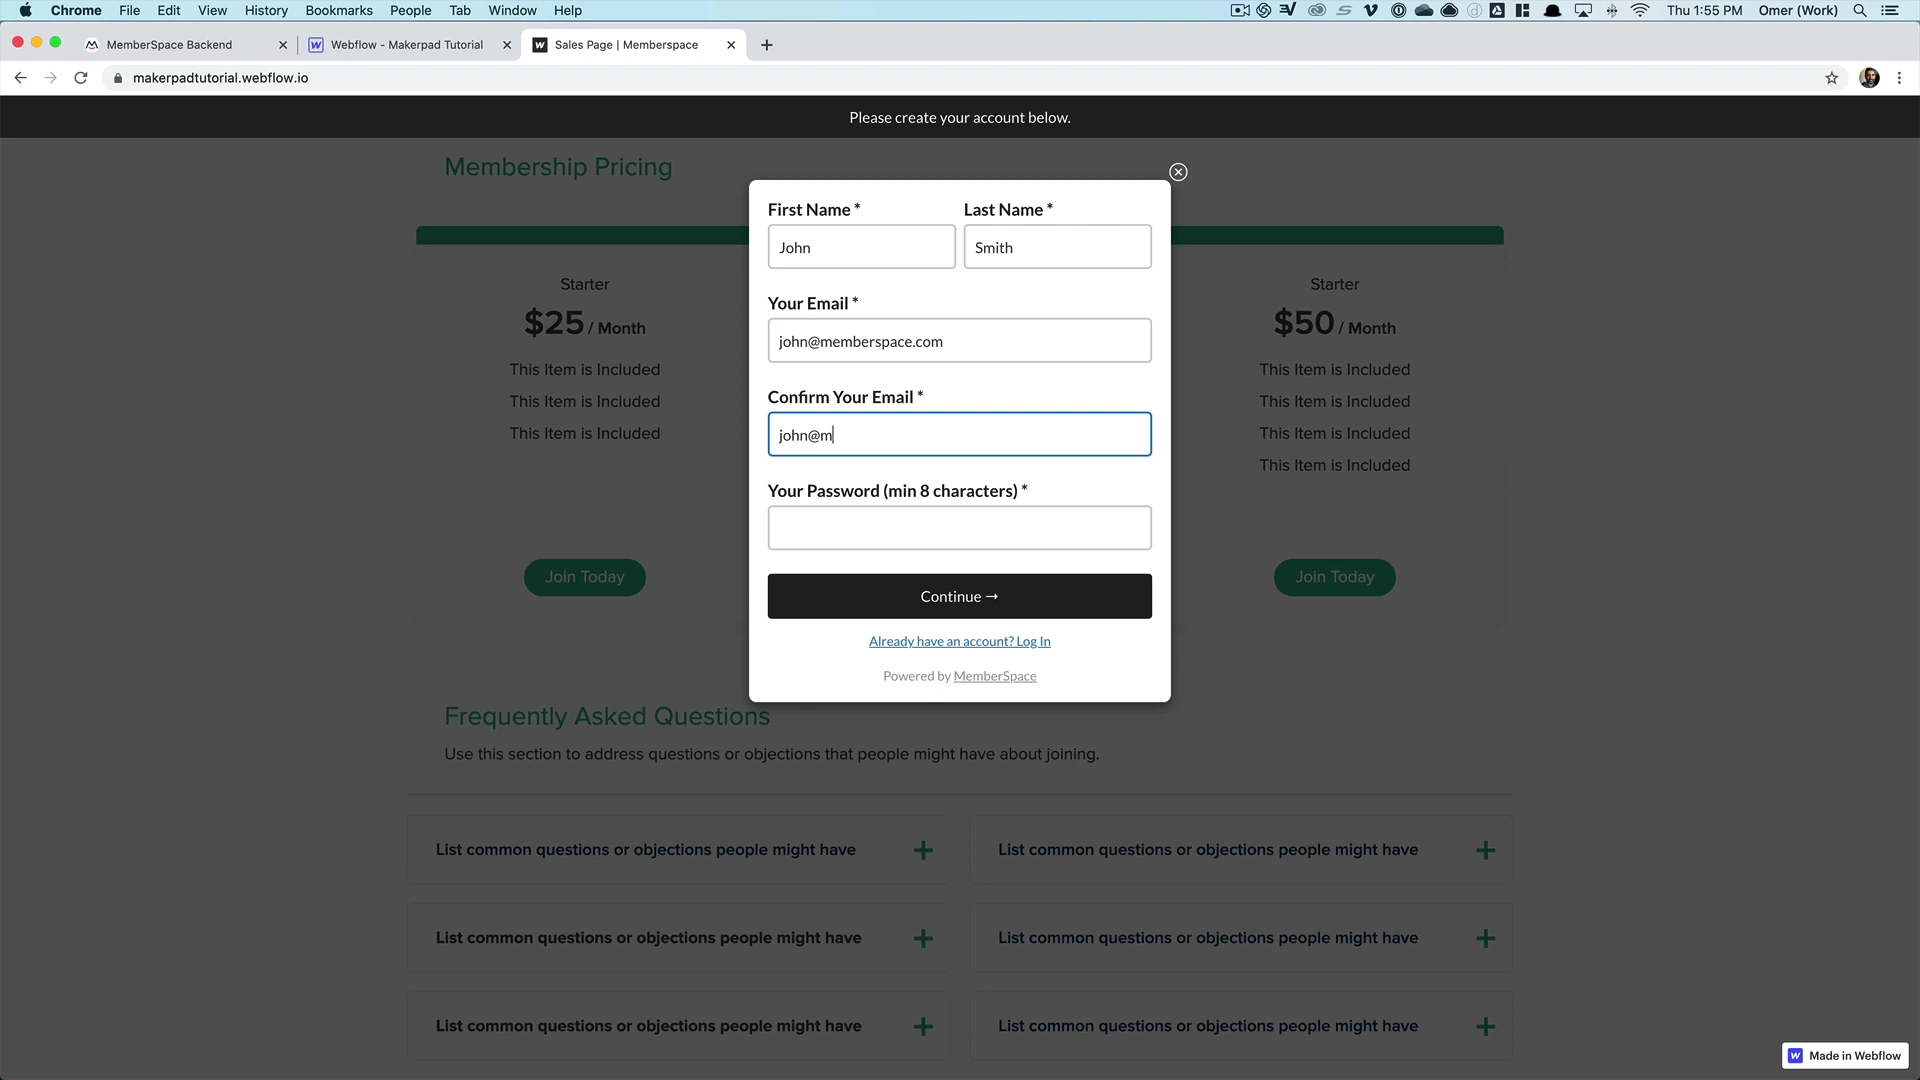 Chrome File Edit View History Bookmarks People Tab Window Help Thu 1:55 PM Omer (Work)
MemberSpace Backend Webflow - Makerpad Tutorial Sales Page | Memberspace
makerpadtutorial.webflow.io
Please create your account below.
Membership Pricing
First Name * Last Name *
John Smith
Your Email *
john@memberspace.com
Confirm Your Email *
john@m
Your Password (min 8 characters) *
Continue →
Already have an account? Log In
Powered by MemberSpace
Starter
$25 / Month
This Item is Included
This Item is Included
This Item is Included
Join Today
Starter
$50 / Month
This Item is Included
This Item is Included
This Item is Included
This Item is Included
Join Today
Frequently Asked Questions
Use this section to address questions or objections that people might have about joining.
List common questions or objections people might have + List common questions or objections people might have +
List common questions or objections people might have + List common questions or objections people might have +
List common questions or objections people might have + List common questions or objections people might have +
Made in Webflow